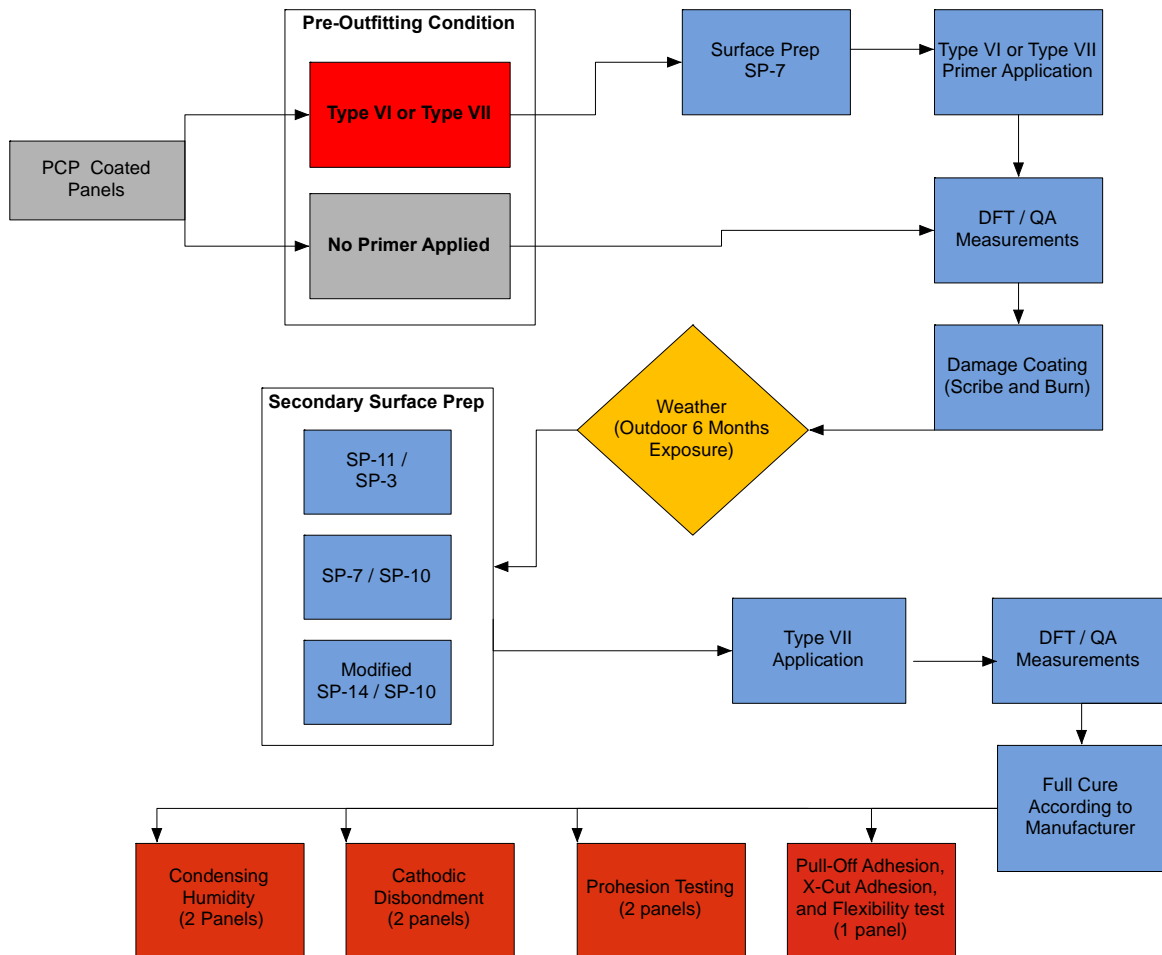 Pre-Outfitting Condition
Type VI or Type VII
No Primer Applied
PCP Coated
Panels
Surface Prep
SP-7
Type VI or Type VII
Primer Application
DFT / QA
Measurements
Damage Coating
(Scribe and Burn)
Weather
(Outdoor 6 Months
Exposure)
Secondary Surface Prep
SP-11 /
SP-3
SP-7 / SP-10
Modified
SP-14 / SP-10
Type VII
Application
DFT / QA
Measurements
Full Cure
According to
Manufacturer
Condensing
Humidity
(2 Panels)
Cathodic
Disbondment
(2 panels)
Prohesion Testing
(2 panels)
Pull-Off Adhesion,
X-Cut Adhesion,
and Flexibility test
(1 panel)